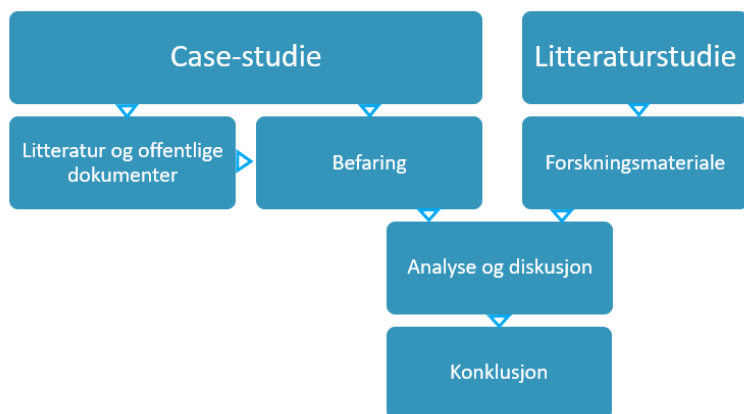 Case-studie
Litteraturstudie
Litteratur og offentlige
dokumenter
Befaring
Forskningsmateriale
Analyse og diskusjon
Konklusjon